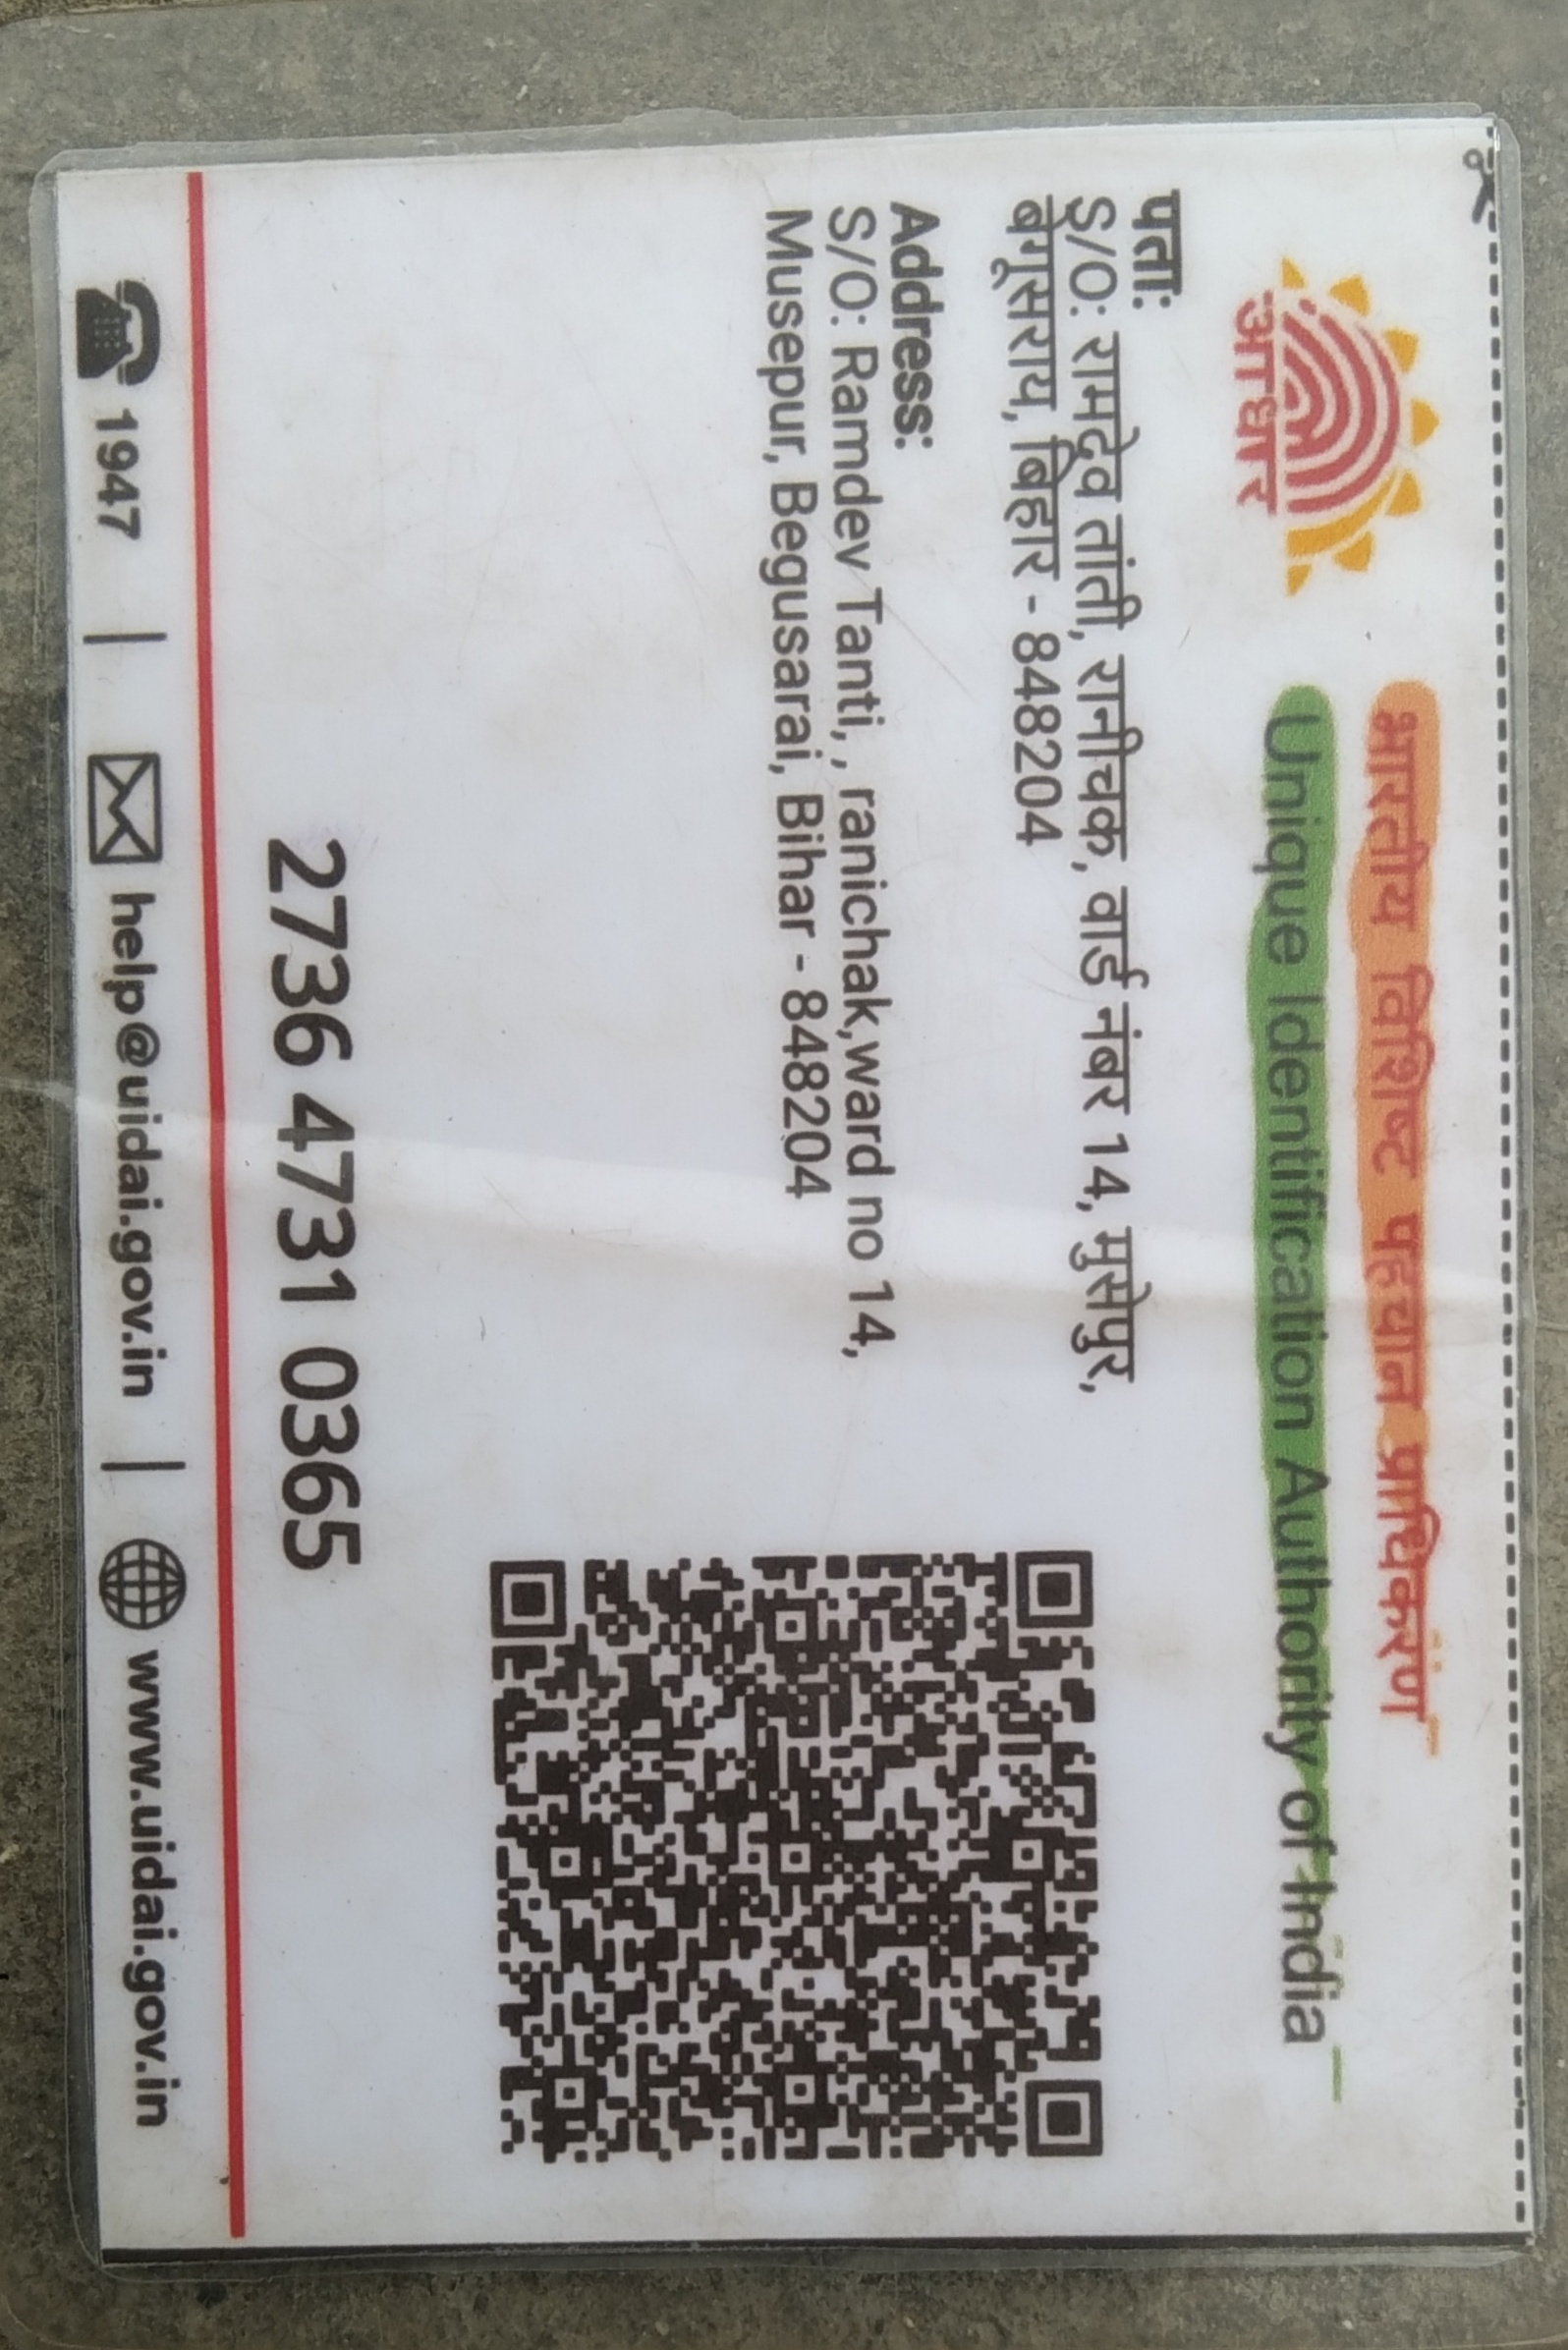 आधार
भारतीय विशिष्ट पहचान प्राधिकरण
Unique Identification Authority of India
पता:
S/O: रामदेव तांती, रानीचक, वार्ड नंबर 14, मुसेपुर,
बेगूसराय, बिहार - 848204
Address:
S/O: Ramdev Tanti, , ranichak,ward no 14,
Musepur, Begusarai, Bihar - 848204
2736 4731 0365
1947 | help@uidai.gov.in | www.uidai.gov.in